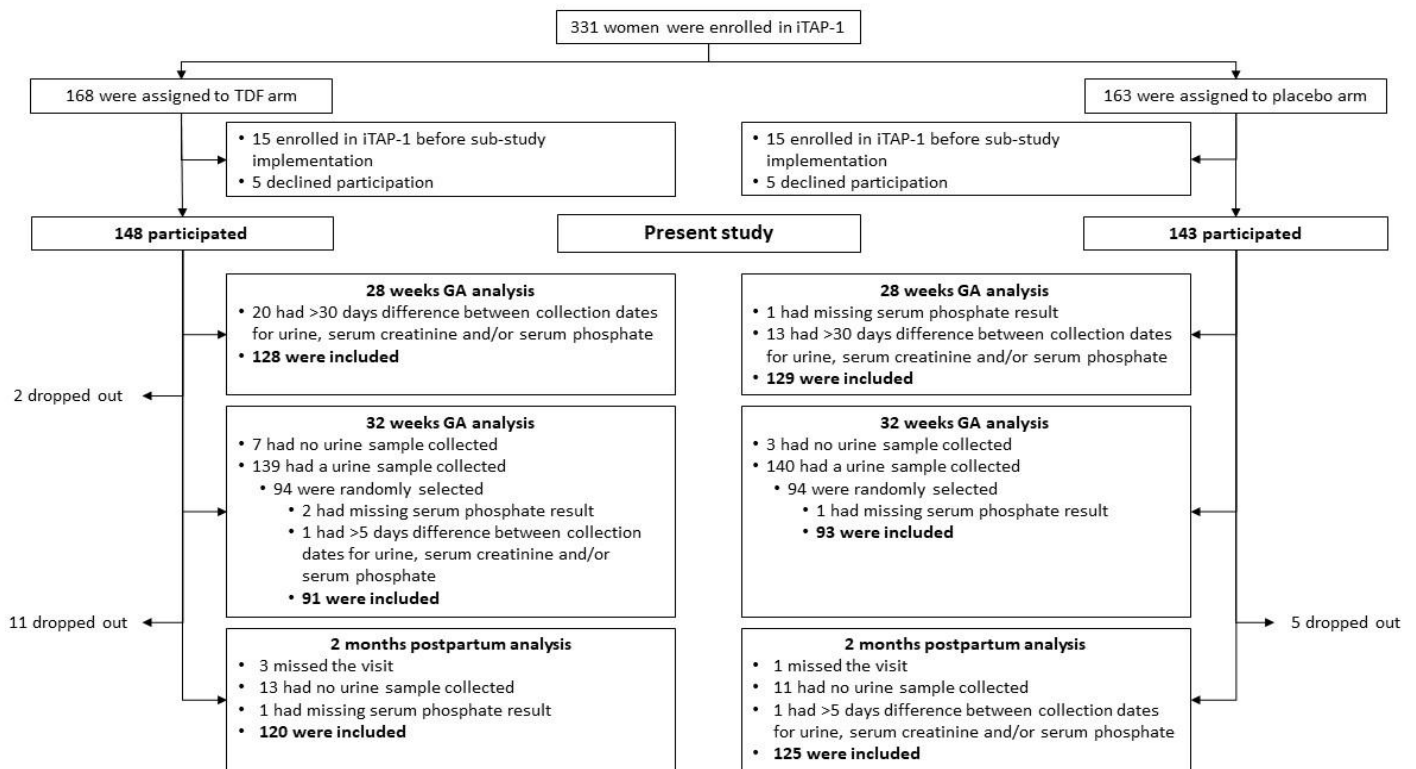 331 women were enrolled in iTAP-1
168 were assigned to TDF arm
163 were assigned to placebo arm
• 15 enrolled in iTAP-1 before sub-study
implementation
• 5 declined participation
• 15 enrolled in iTAP-1 before sub-study
implementation
• 5 declined participation
148 participated
Present study
143 participated
28 weeks GA analysis
• 20 had >30 days difference between collection dates
for urine, serum creatinine and/or serum phosphate
• 128 were included
28 weeks GA analysis
• 1 had missing serum phosphate result
• 13 had >30 days difference between collection dates
for urine, serum creatinine and/or serum phosphate
• 129 were included
2 dropped out
32 weeks GA analysis
• 7 had no urine sample collected
• 139 had a urine sample collected
• 94 were randomly selected
• 2 had missing serum phosphate result
• 1 had >5 days difference between collection
dates for urine, serum creatinine and/or
serum phosphate
• 91 were included
32 weeks GA analysis
• 3 had no urine sample collected
• 140 had a urine sample collected
• 94 were randomly selected
• 1 had missing serum phosphate result
• 93 were included
11 dropped out
5 dropped out
2 months postpartum analysis
• 3 missed the visit
• 13 had no urine sample collected
• 1 had missing serum phosphate result
• 120 were included
2 months postpartum analysis
• 1 missed the visit
• 11 had no urine sample collected
• 1 had >5 days difference between collection dates
for urine, serum creatinine and/or serum phosphate
• 125 were included